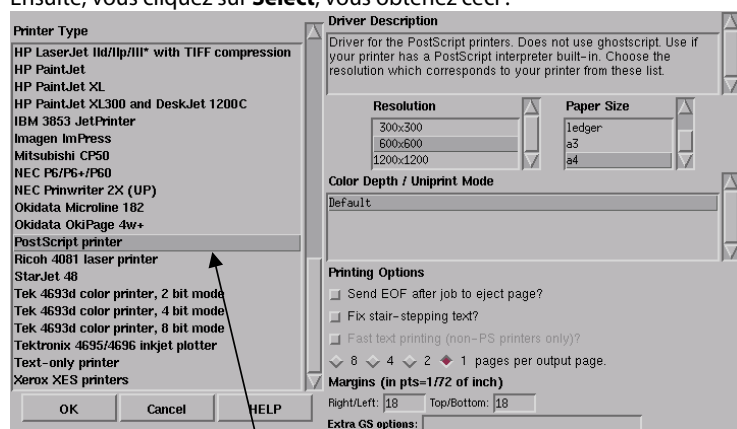 Ensuite, vous cliquez sur Select, vous obtenez ceci :
Printer Type
HP LaserJet IId/IIp/III* with TIFF compression
HP PaintJet
HP PaintJet XL
HP PaintJet XL300 and DeskJet 1200C
IBM 3853 JetPrinter
Imagen ImPress
Mitsubishi CP50
NEC P6/P6+/P60
NEC Prinwriter 2X (UP)
Okidata Microline 182
Okidata OkiPage 4w+
PostScript printer
Ricoh 4081 laser printer
StarJet 48
Tek 4693d color printer, 2 bit mode
Tek 4693d color printer, 4 bit mode
Tek 4693d color printer, 8 bit mode
Tektronix 4695/4696 inkjet plotter
Text-only printer
Xerox XES printers
OK Cancel HELP
Driver Description
Driver for the PostScript printers. Does not use ghostscript. Use if
your printer has a PostScript interpreter built-in. Choose the
resolution which corresponds to your printer from these list.
Resolution
300x300
600x600
1200x1200
Paper Size
ledger
a3
a4
Color Depth / Uniprint Mode
Default
Printing Options
Send EOF after job to eject page?
Fix stair-stepping text?
Fast text printing (non-PS printers only)?
8 4 2 1 pages per output page.
Margins (in pts=1/72 of inch)
Right/Left: 18 Top/Bottom: 18
Extra GS options: